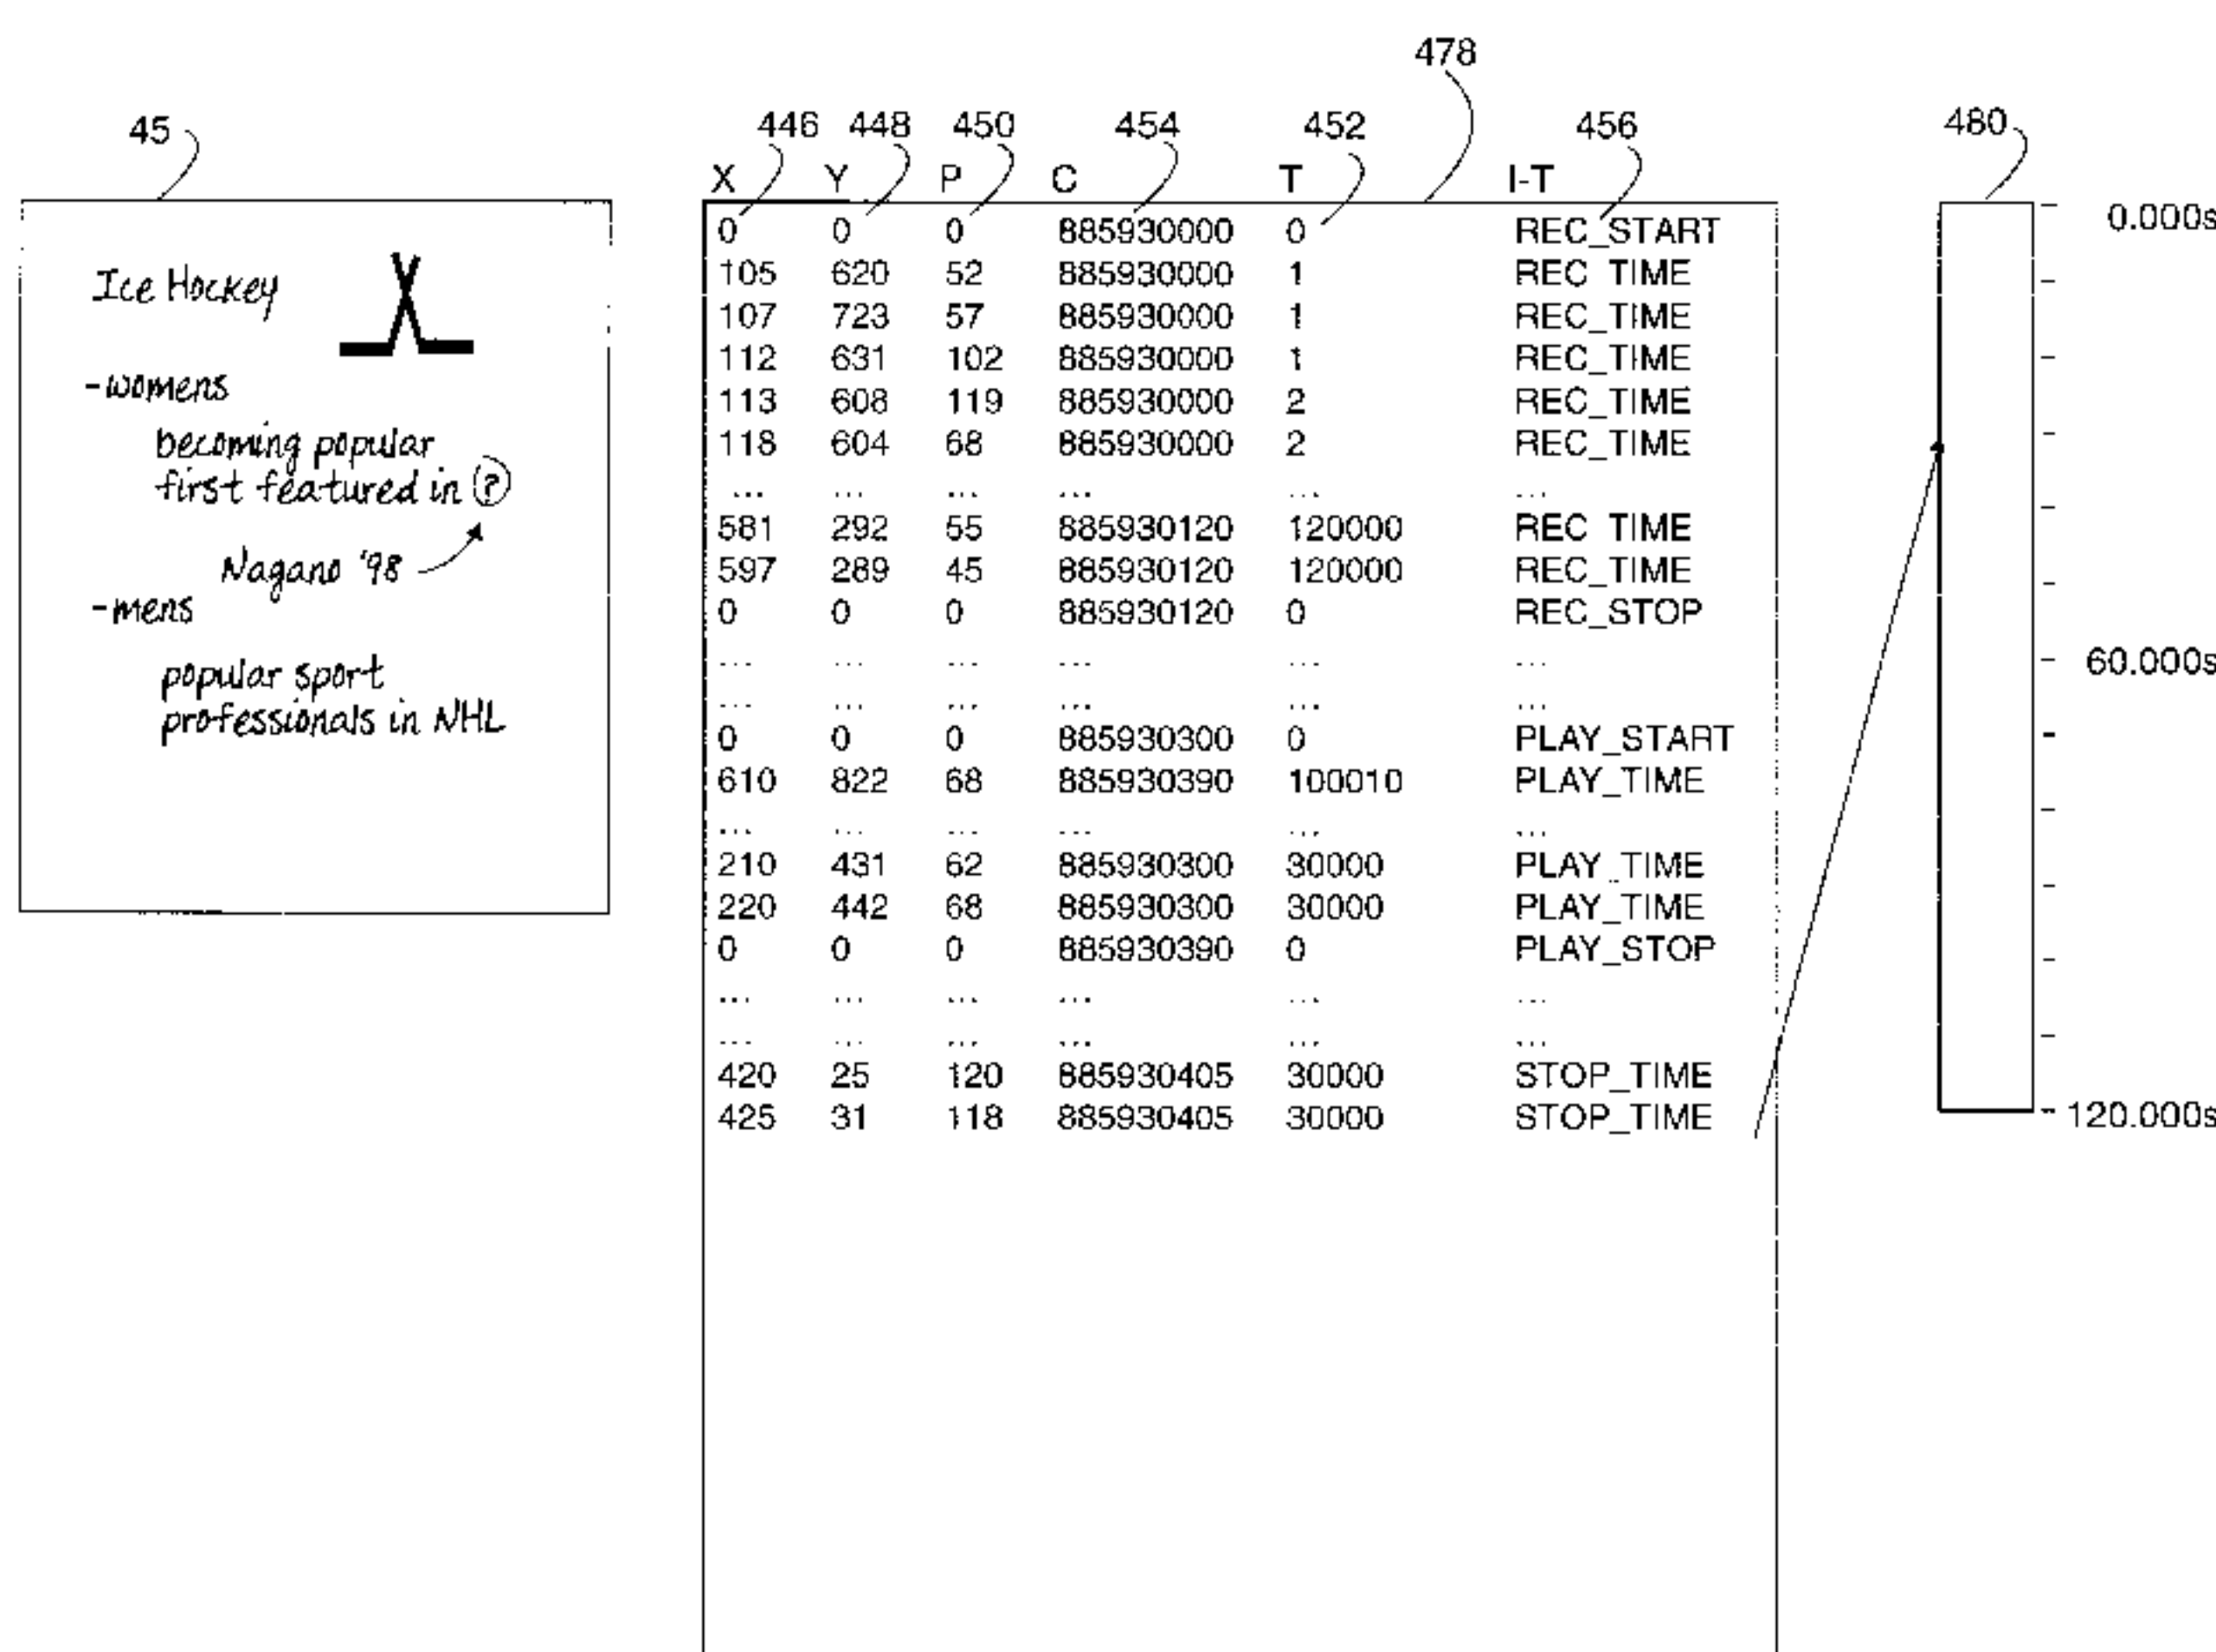 478
45
446 448 450 454 452 456 480
X Y P C T I-T
0 0 0 885930000 0 REC_START
105 620 52 885930000 1 REC_TIME
107 723 57 885930000 1 REC_TIME
112 631 102 885930000 1 REC_TIME
113 608 119 885930000 2 REC_TIME
118 604 68 885930000 2 REC_TIME
... ... ... ... ... ...
581 292 55 885930120 120000 REC_TIME
597 289 45 885930120 120000 REC_TIME
0 0 0 885930120 0 REC_STOP
... ... ... ... ... ...
... ... ... ... ... ...
0 0 0 885930300 0 PLAY_START
610 822 68 885930390 100010 PLAY_TIME
... ... ... ... ... ...
210 431 62 885930300 30000 PLAY_TIME
220 442 68 885930300 30000 PLAY_TIME
0 0 0 885930390 0 PLAY_STOP
... ... ... ... ... ...
... ... ... ... ... ...
420 25 120 885930405 30000 STOP_TIME
425 31 118 885930405 30000 STOP_TIME
Ice Hockey
-womens
becoming popular
first featured in ?
Nagano '98
-mens
popular sport
professionals in NHL
0.000s
60.000s
120.000s